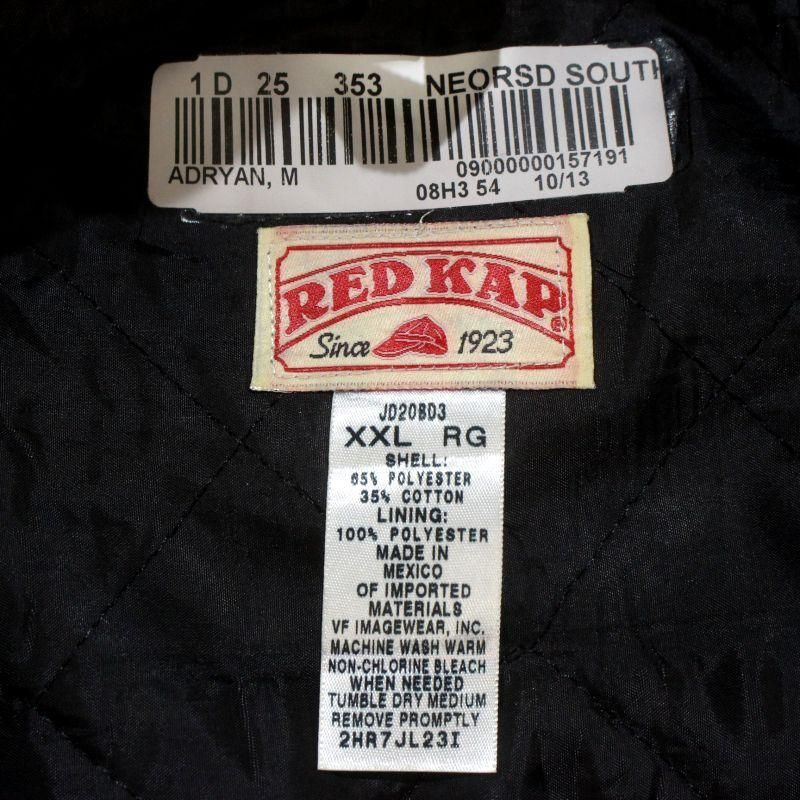 1 D 25 353 NEORSD SOUTH
09000000157191
ADRYAN, M
08H3 54 10/13
RED KAP®
Since 1923
JD20BD3
XXL RG
SHELL:
65% POLYESTER
35% COTTON
LINING:
100% POLYESTER
MADE IN
MEXICO
OF IMPORTED
MATERIALS
VF IMAGEWEAR, INC.
MACHINE WASH WARM
NON-CHLORINE BLEACH
WHEN NEEDED
TUMBLE DRY MEDIUM
REMOVE PROMPTLY
2HR7JL23I